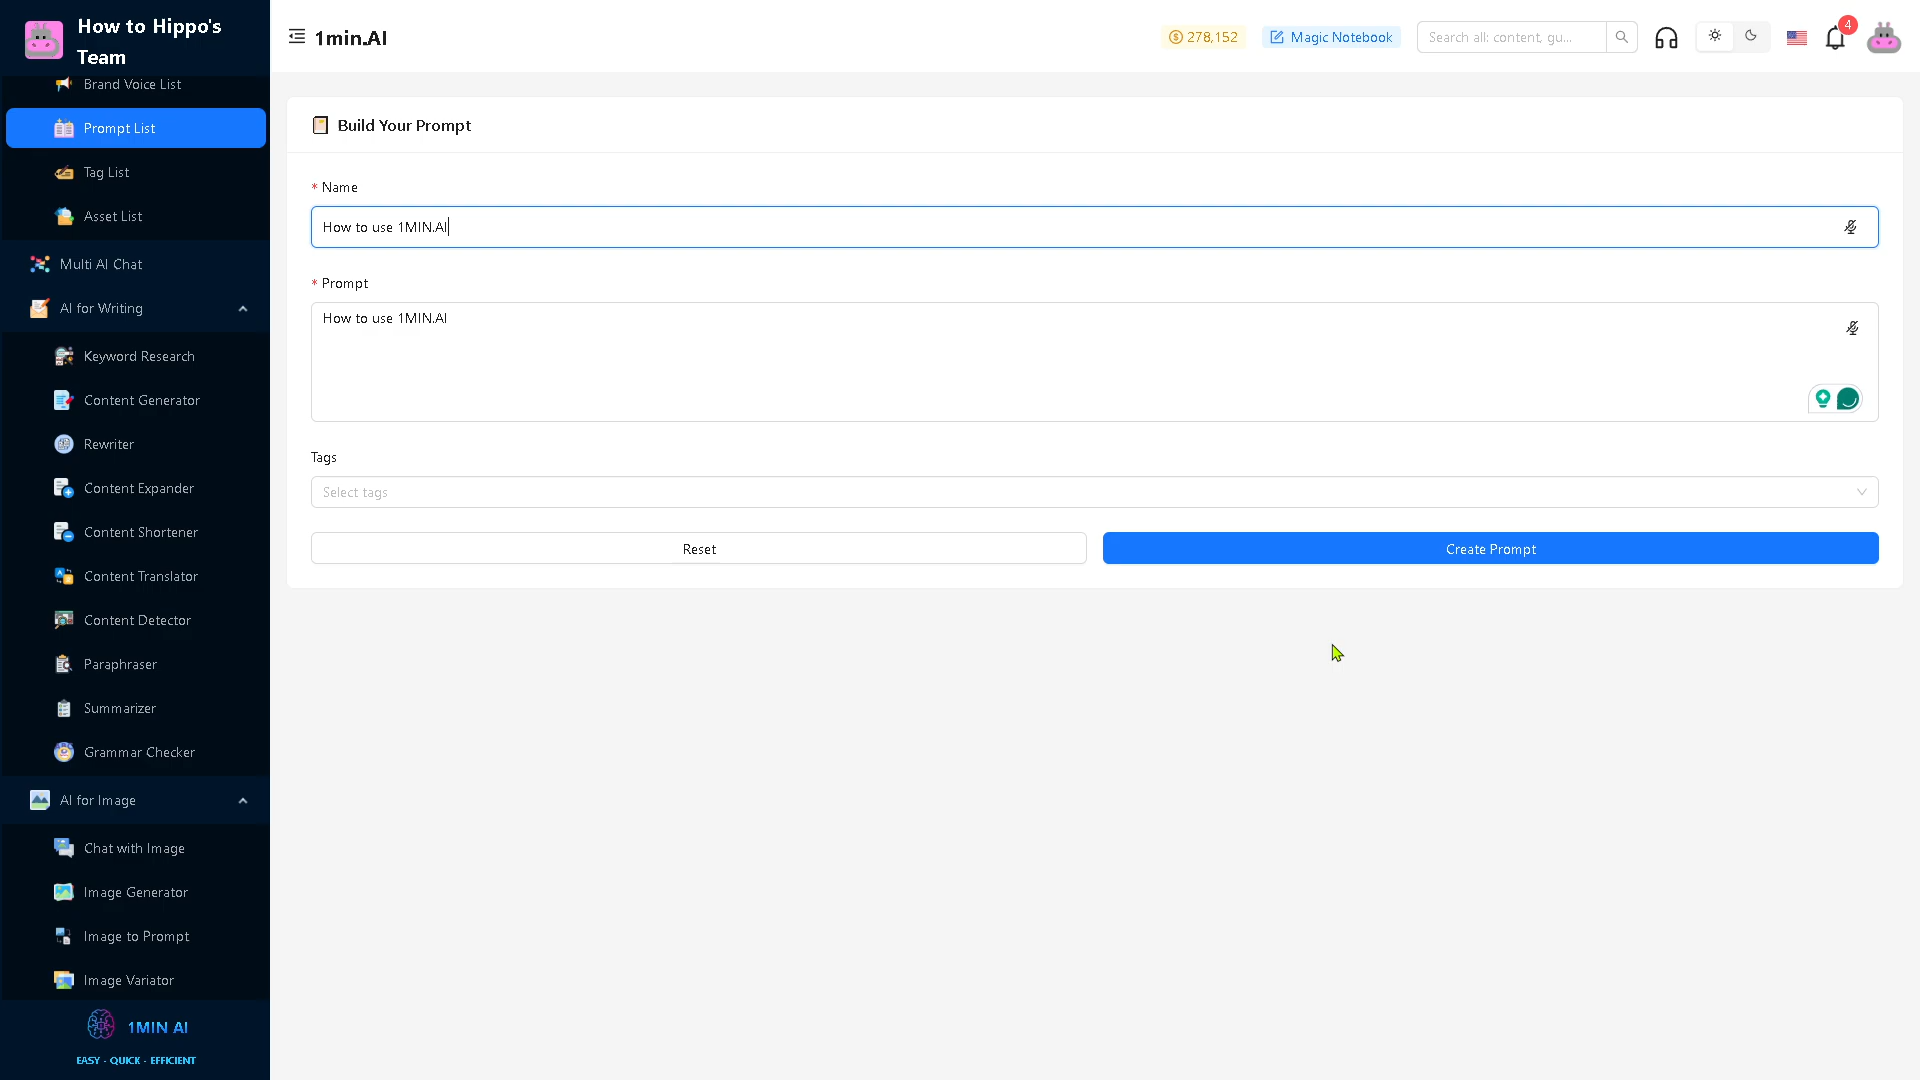 How to Hippo's
Team
Brand Voice List
Prompt List
Tag List
Asset List
Multi AI Chat
AI for Writing
Keyword Research
Content Generator
Rewriter
Content Expander
Content Shortener
Content Translator
Content Detector
Paraphraser
Summarizer
Grammar Checker
AI for Image
Chat with Image
Image Generator
Image to Prompt
Image Variator
1MIN AI
EASY - QUICK - EFFICIENT
1min.AI
278,152
Magic Notebook
Search all: content, gu...
4
Build Your Prompt
* Name
How to use 1MIN.AI
* Prompt
How to use 1MIN.AI
Tags
Select tags
Reset
Create Prompt